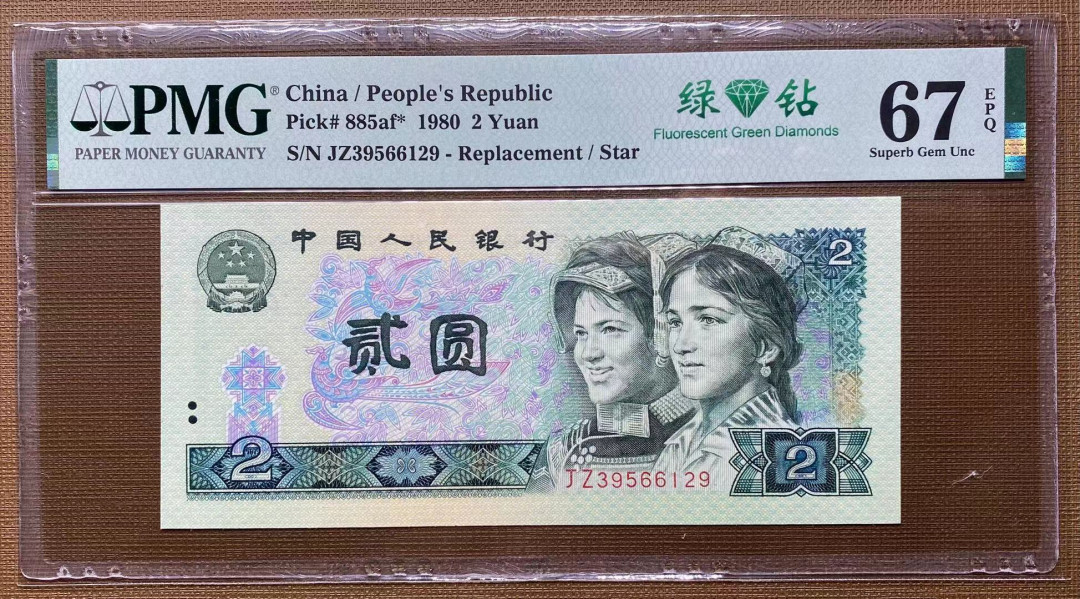 PMG®
PAPER MONEY GUARANTY
China / People's Republic
Pick# 885af* 1980 2 Yuan
S/N JZ39566129 - Replacement / Star
绿钻
Fluorescent Green Diamonds
67
EPQ
Superb Gem Unc
中国人民银行
2
贰圆
2
JZ39566129
2